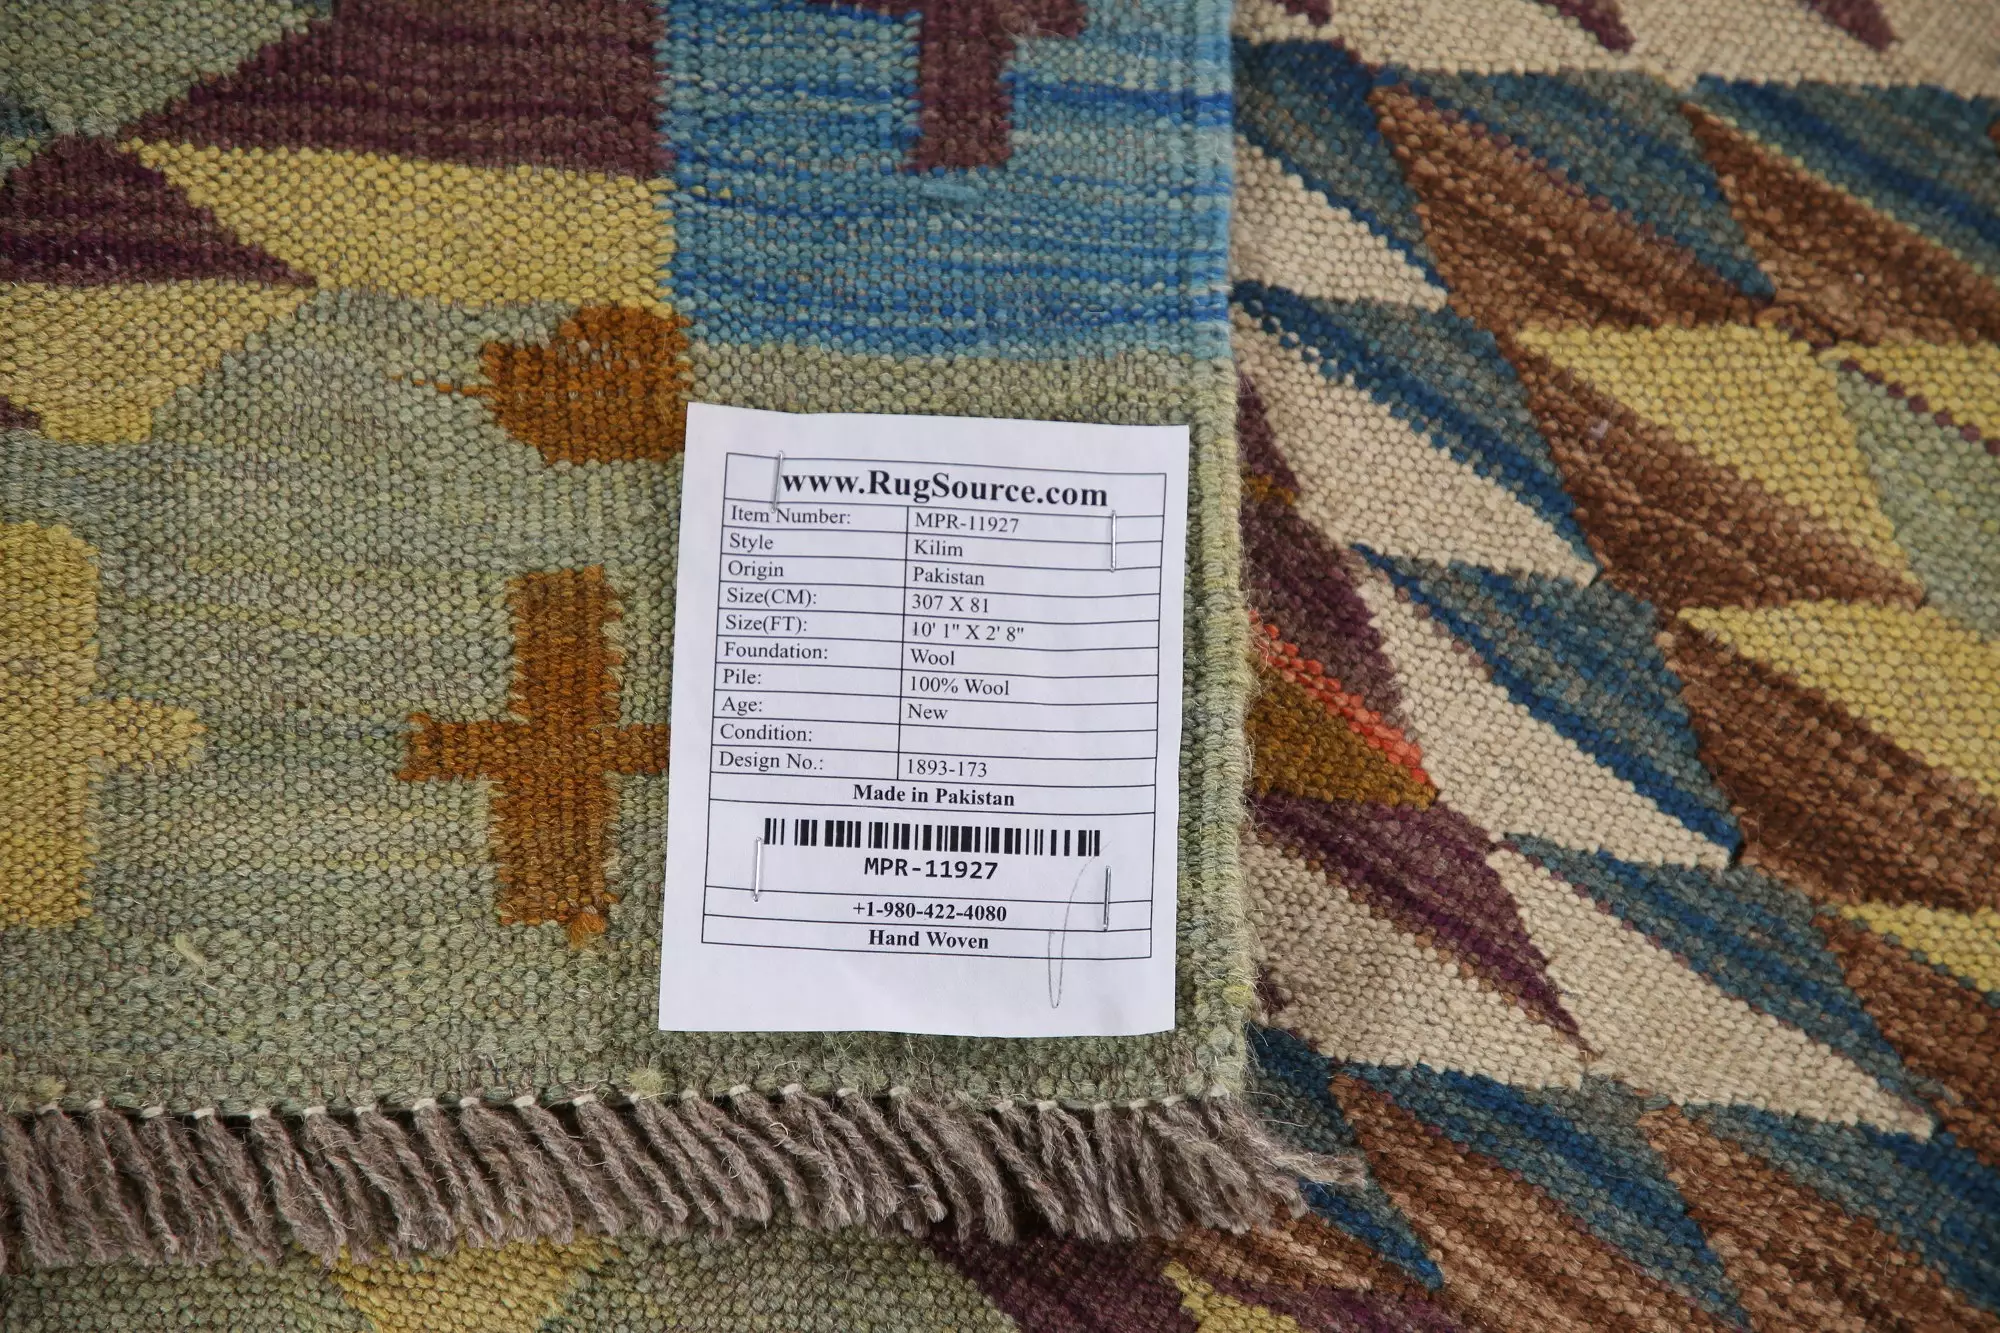 www.RugSource.com
Item Number: MPR-11927
Style Kilim
Origin Pakistan
Size(CM): 307 X 81
Size(FT): 10' 1" X 2' 8"
Foundation: Wool
Pile: 100% Wool
Age: New
Condition:
Design No.: 1893-173
Made in Pakistan
MPR-11927
+1-980-422-4080
Hand Woven